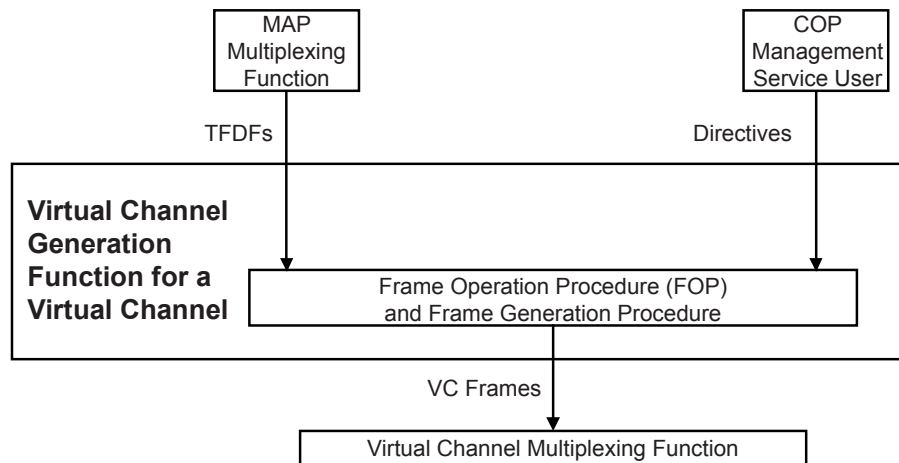 MAP
Multiplexing
Function
COP
Management
Service User
TFDFs
Directives
Virtual Channel
Generation
Function for a
Virtual Channel
Frame Operation Procedure (FOP)
and Frame Generation Procedure
VC Frames
Virtual Channel Multiplexing Function